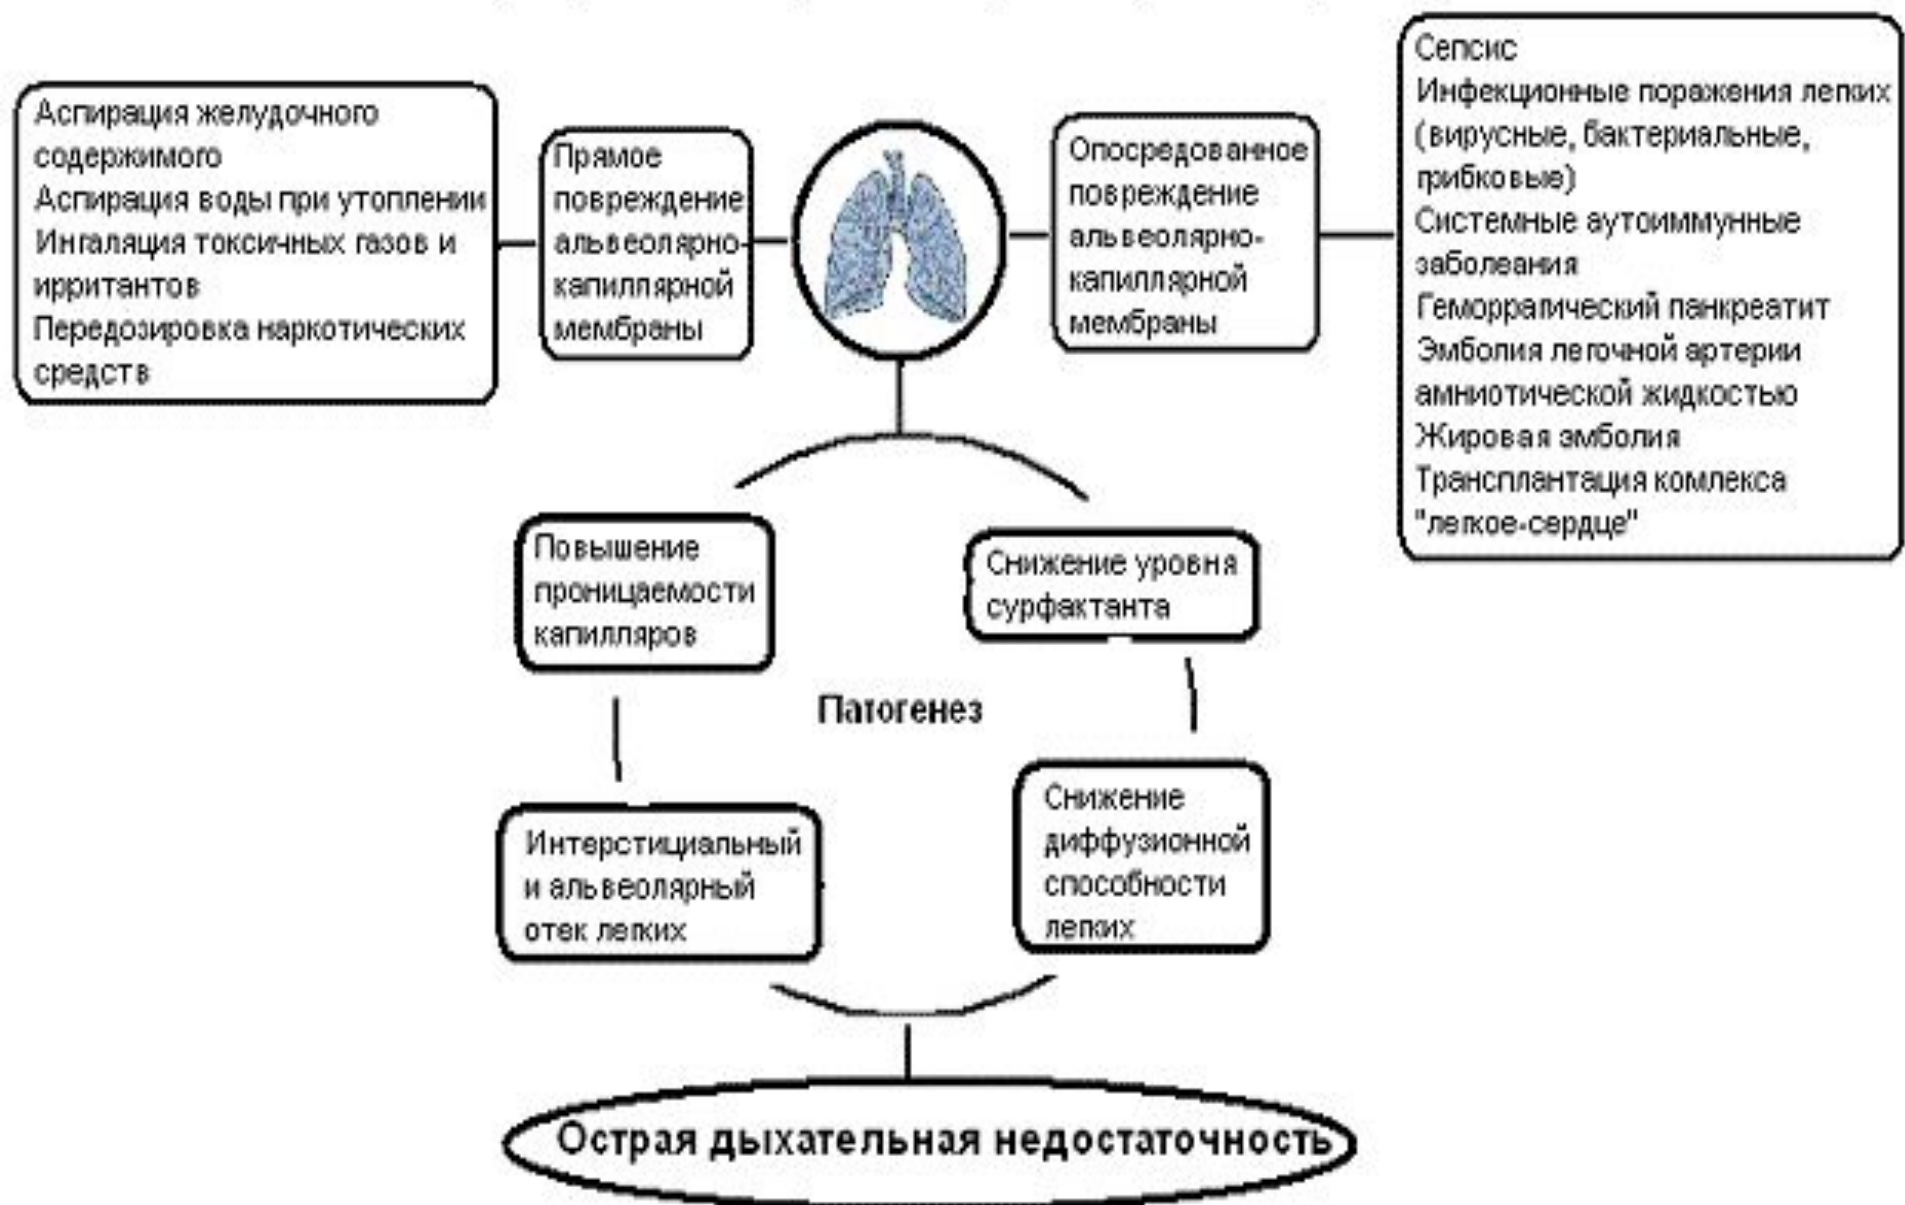 Аспирация желудочного
содержимого
Аспирация воды при утоплении
Ингаляция токсичных газов и
ирритантов
Передозировка наркотических
средств
Прямое
повреждение
альвеолярно-
капиллярной
мембраны
Опосредованное
повреждение
альвеолярно-
капиллярной
мембраны
Сепсис
Инфекционные поражения легких
(вирусные, бактериальные,
грибковые)
Системные аутоиммунные
заболевания
Геморрагический панкреатит
Эмболия легочной артерии
амниотической жидкостью
Жировая эмболия
Трансплантация комлекса
"легкое-сердце"
Повышение
проницаемости
капилляров
Снижение уровня
сурфактанта
Патогенез
Интерстициальный
и альвеолярный
отек легких
Снижение
диффузионной
способности
легких
Острая дыхательная недостаточность